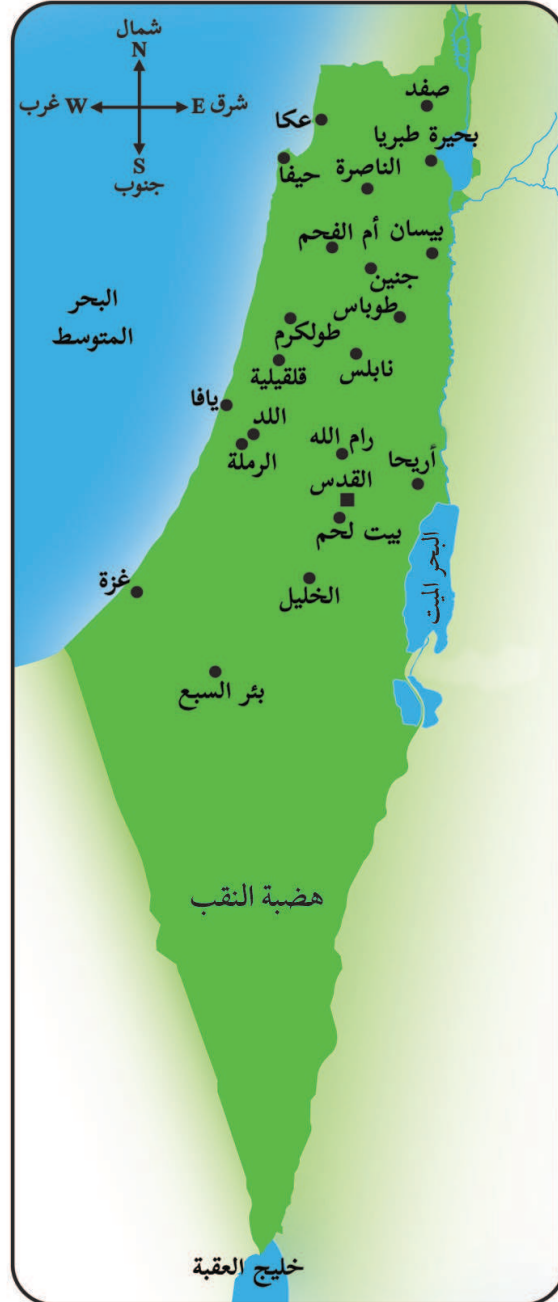 شمال
N
غرب W E شرق
S
جنوب
صفد
عكا
بحيرة طبريا
حيفا
الناصرة
بيسان
أم الفحم
جنين
البحر
المتوسط
طوباس
طولكرم
نابلس
قلقيلية
يافا
اللد
رام الله
الرملة
أريحا
القدس
بيت لحم
البحر الميت
غزة
الخليل
بئر السبع
هضبة النقب
خليج العقبة